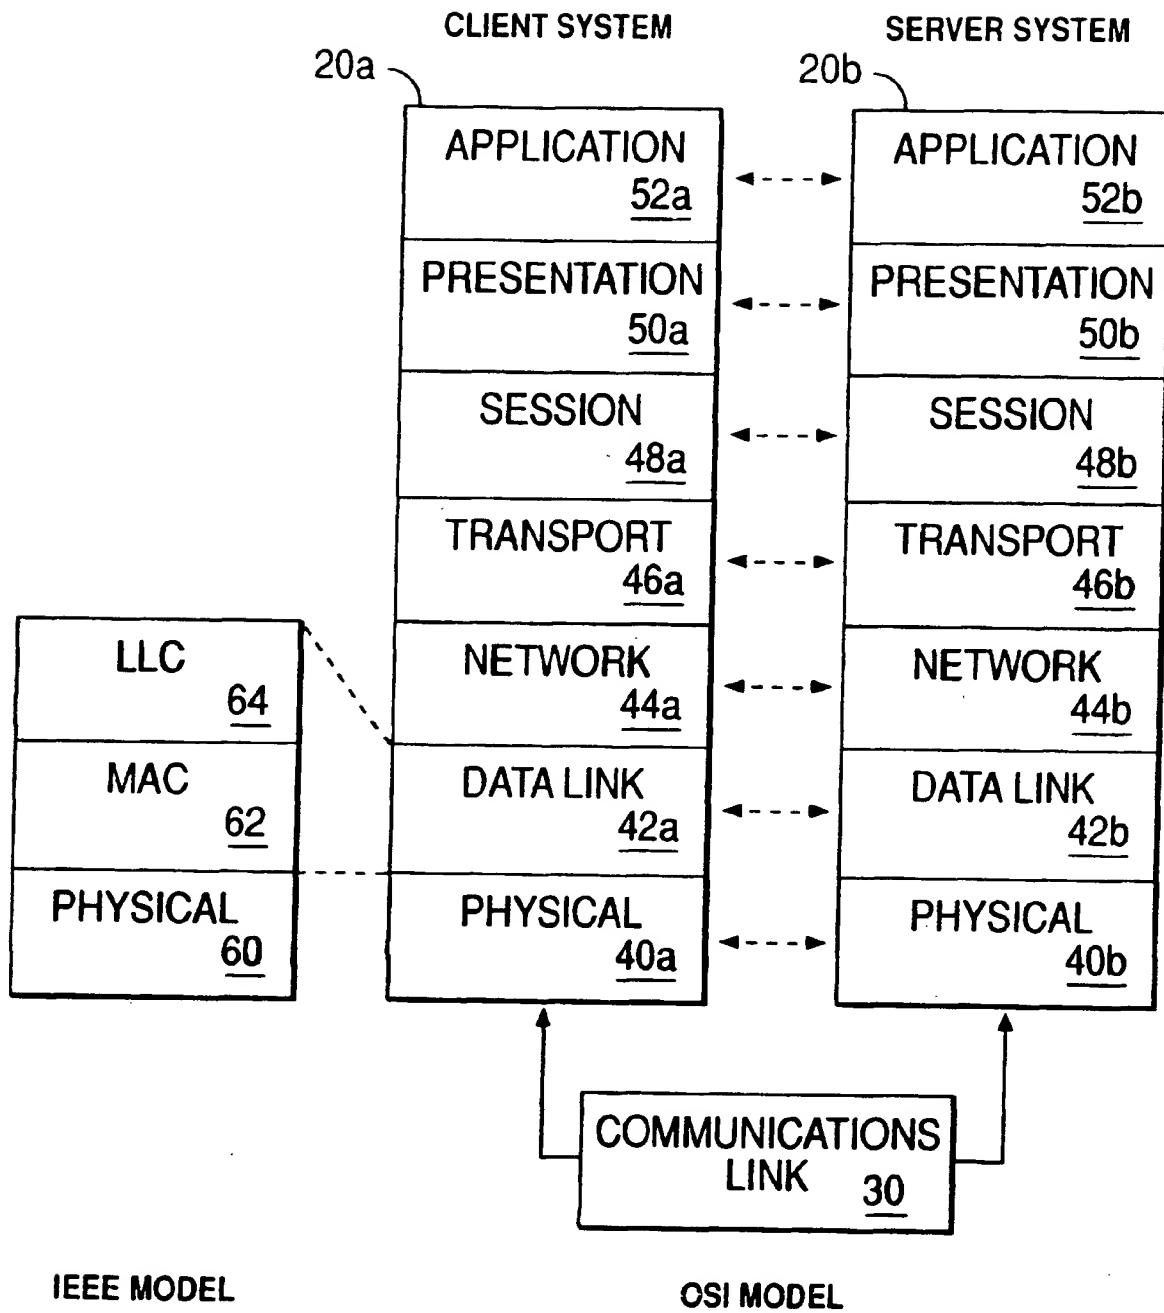 CLIENT SYSTEM
SERVER SYSTEM
20a
20b
APPLICATION
52a
APPLICATION
52b
PRESENTATION
50a
PRESENTATION
50b
SESSION
48a
SESSION
48b
TRANSPORT
46a
TRANSPORT
46b
LLC
64
NETWORK
44a
NETWORK
44b
MAC
62
DATA LINK
42a
DATA LINK
42b
PHYSICAL
60
PHYSICAL
40a
PHYSICAL
40b
COMMUNICATIONS
LINK 30
IEEE MODEL
OSI MODEL